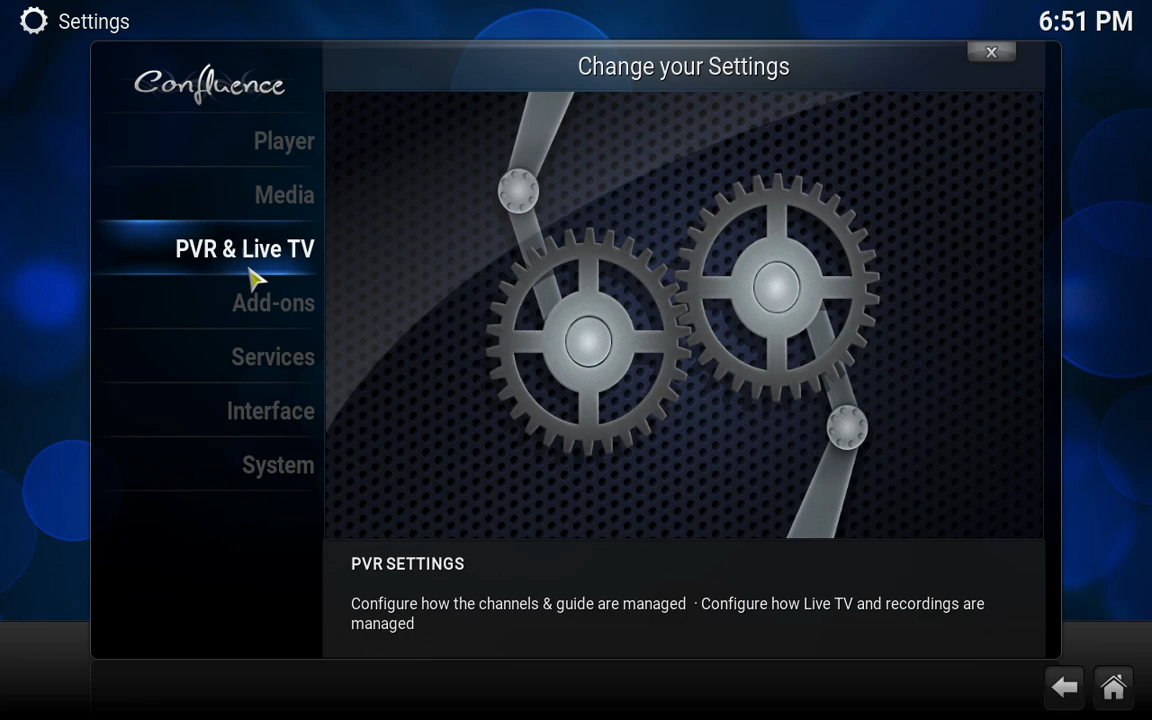 Settings
6:51 PM
Confluence
Change your Settings
Player
Media
PVR & Live TV
Add-ons
Services
Interface
System
PVR SETTINGS
Configure how the channels & guide are managed · Configure how Live TV and recordings are
managed